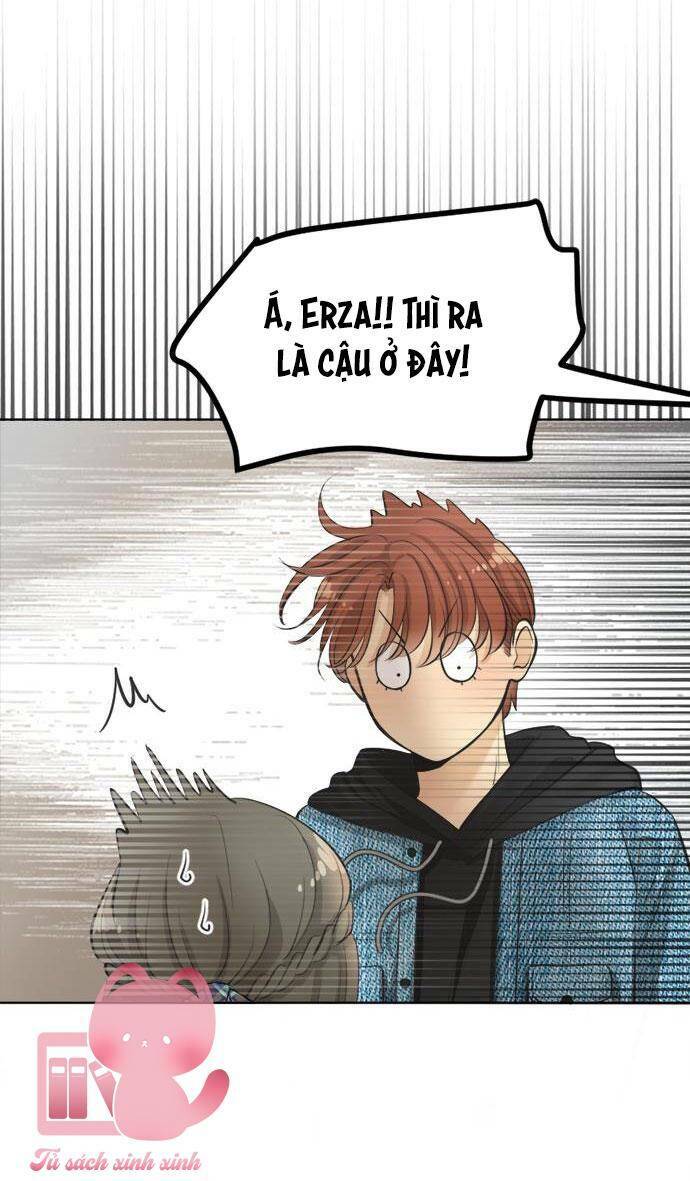 Á, ERZA!! THÌ RA
LÀ CẬU Ở ĐÂY!
Tủ sách xinh xinh